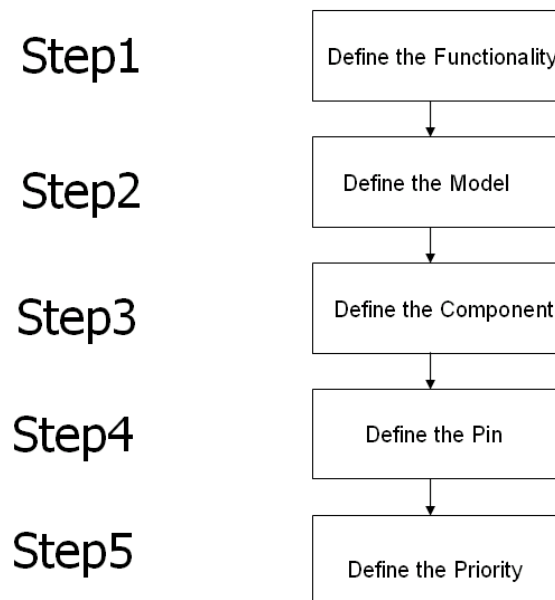 Step1
Define the Functionality
Step2
Define the Model
Step3
Define the Component
Step4
Define the Pin
Step5
Define the Priority